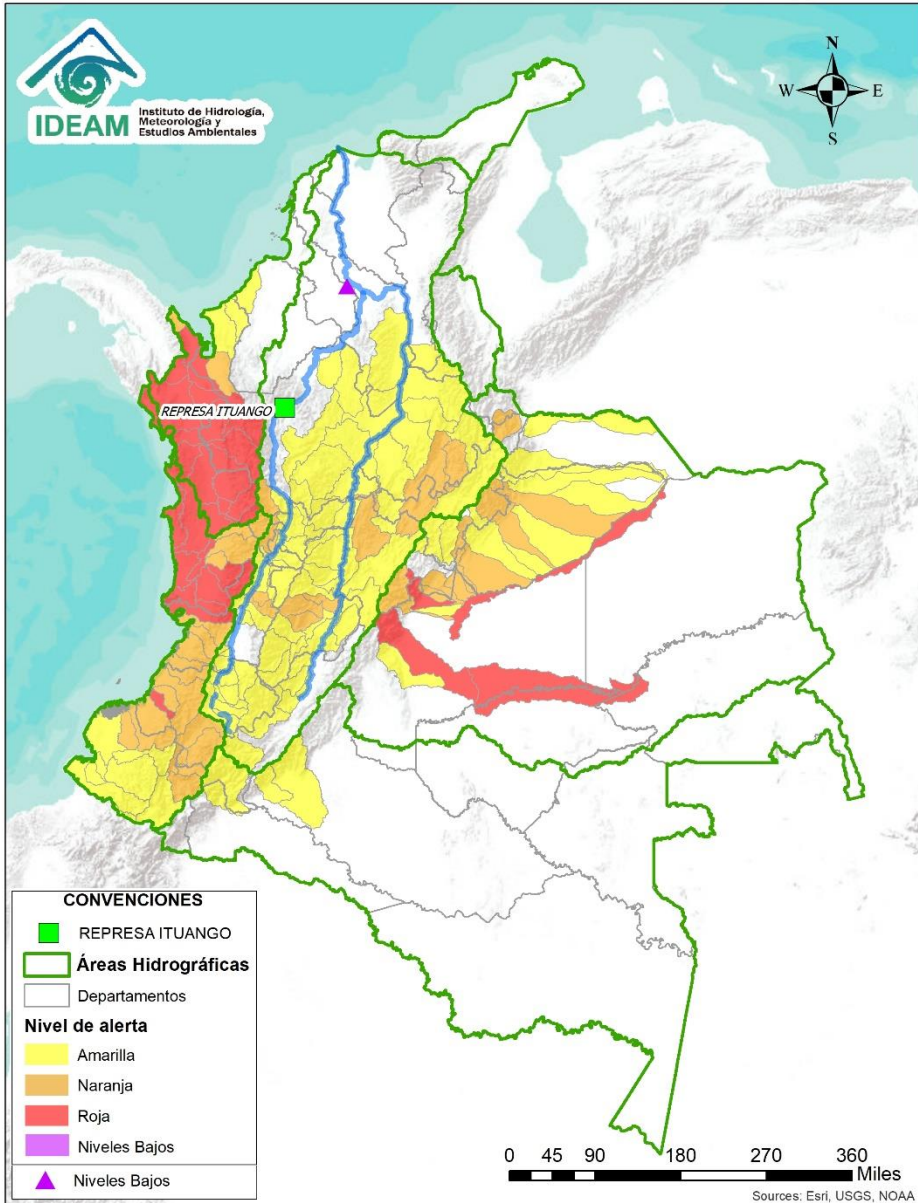 IDEAM
Instituto de Hidrología,
Meteorología y
Estudios Ambientales
N
W
E
S
REPRESA ITUANGO
CONVENCIONES
REPRESA ITUANGO
Áreas Hidrográficas
Departamentos
Nivel de alerta
Amarilla
Naranja
Roja
Niveles Bajos
Niveles Bajos
0 45 90 180 270 360
Miles
Sources: Esri, USGS, NOAA